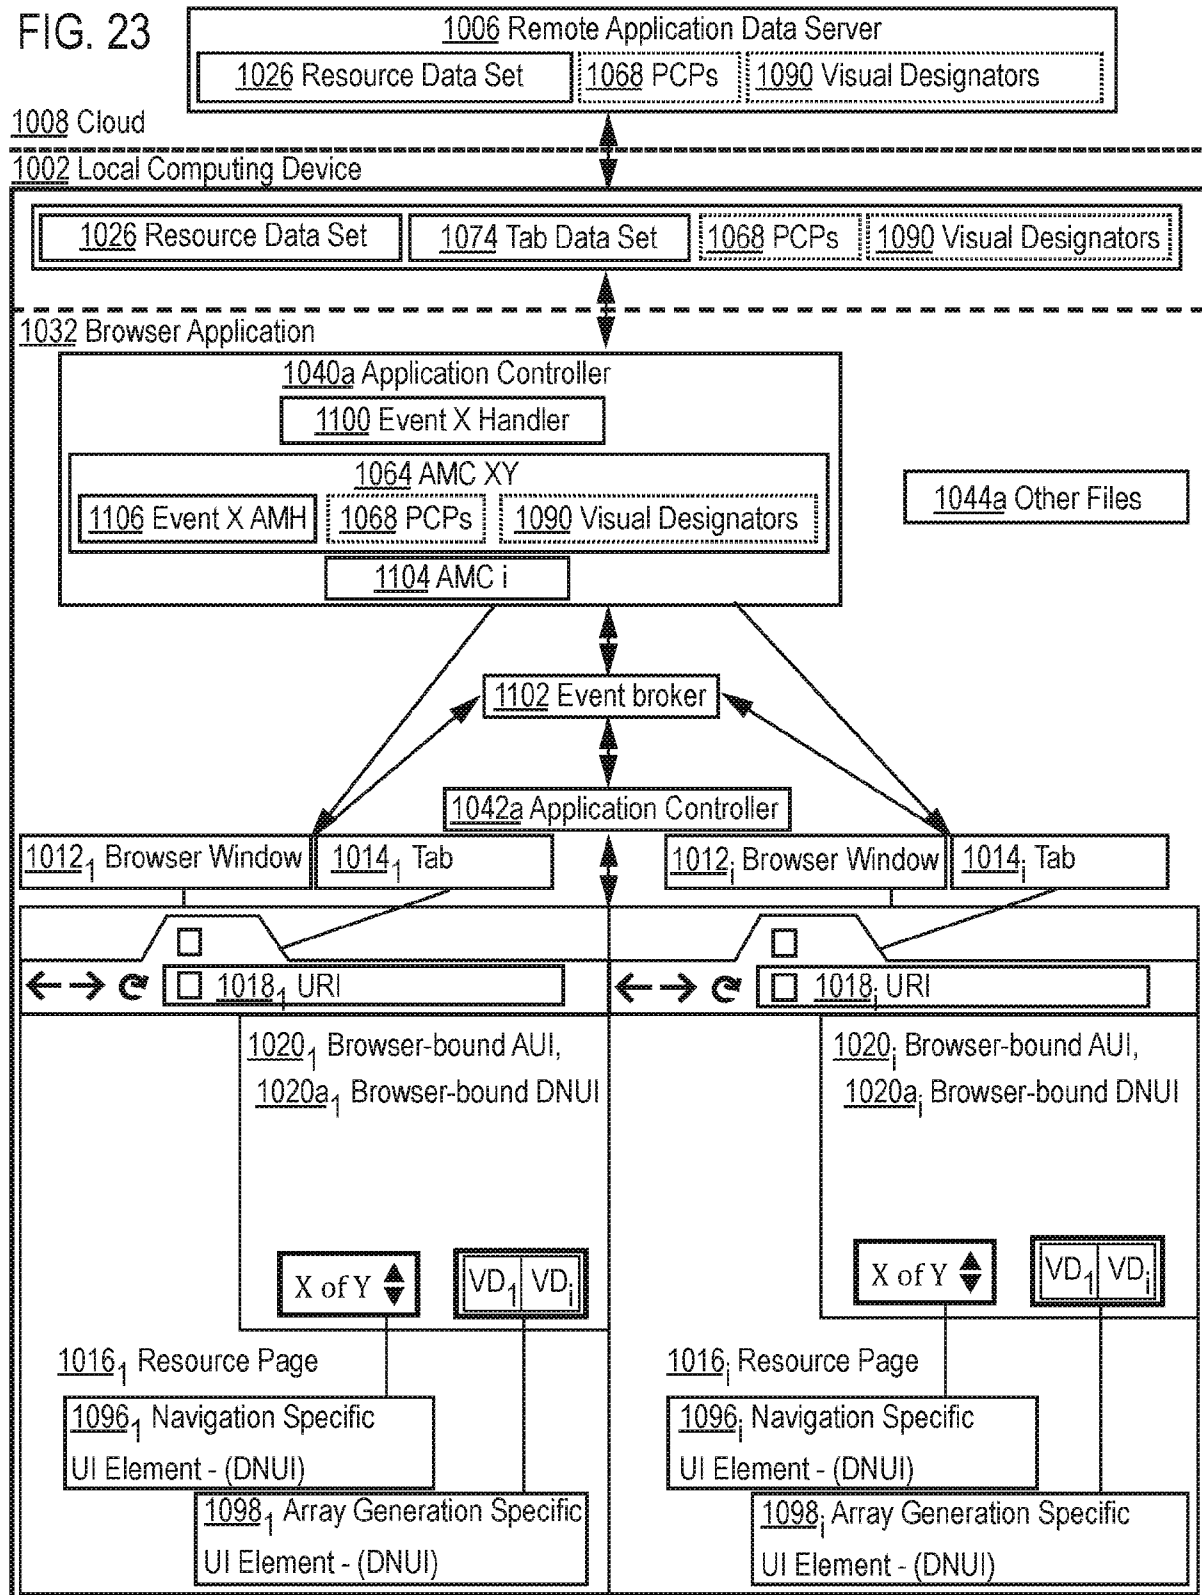 FIG. 23
1006 Remote Application Data Server
1026 Resource Data Set
1068 PCPs
1090 Visual Designators
1008 Cloud
1002 Local Computing Device
1026 Resource Data Set
1074 Tab Data Set
1068 PCPs
1090 Visual Designators
1032 Browser Application
1040a Application Controller
1100 Event X Handler
1064 AMC XY
1106 Event X AMH
1068 PCPs
1090 Visual Designators
1104 AMC i
1044a Other Files
1102 Event broker
1042a Application Controller
1012₁ Browser Window
1014₁ Tab
1012ᵢ Browser Window
1014ᵢ Tab
1018₁ URI
1018ᵢ URI
1020₁ Browser-bound AUI,
1020a₁ Browser-bound DNUI
1020ᵢ Browser-bound AUI,
1020aᵢ Browser-bound DNUI
X of Y
VD₁ VDᵢ
X of Y
VD₁ VDᵢ
1016₁ Resource Page
1016ᵢ Resource Page
1096₁ Navigation Specific
UI Element - (DNUI)
1096ᵢ Navigation Specific
UI Element - (DNUI)
1098₁ Array Generation Specific
UI Element - (DNUI)
1098ᵢ Array Generation Specific
UI Element - (DNUI)